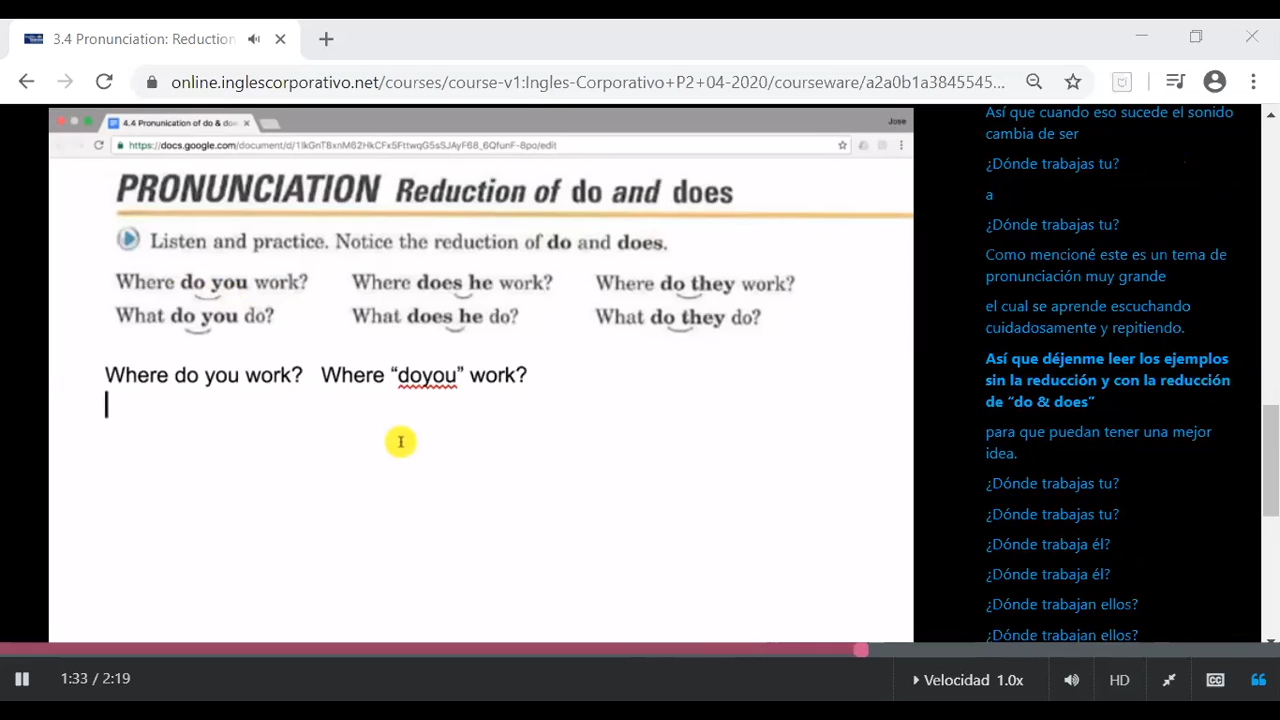 3.4 Pronunciation: Reduction
online.inglescorporativo.net/courses/course-v1:Ingles-Corporativo+P2+04-2020/courseware/a2a0b1a3845545...
4.4 Pronunication of do & doe
Jose
https://docs.google.com/document/d/1IkGnT8xnM62HkCFx5FttwqG5sSJAyF68_6QfunF-8po/edit
PRONUNCIATION Reduction of do and does
Listen and practice. Notice the reduction of do and does.
Where do you work? Where does he work? Where do they work?
What do you do? What does he do? What do they do?
Where do you work? Where “doyou” work?
Así que cuando eso sucede el sonido
cambia de ser
¿Dónde trabajas tu?
a
¿Dónde trabajas tu?
Como mencioné este es un tema de
pronunciación muy grande
el cual se aprende escuchando
cuidadosamente y repitiendo.
Así que déjenme leer los ejemplos
sin la reducción y con la reducción
de “do & does”
para que puedan tener una mejor
idea.
¿Dónde trabajas tu?
¿Dónde trabajas tu?
¿Dónde trabaja él?
¿Dónde trabaja él?
¿Dónde trabajan ellos?
¿Dónde trabajan ellos?
1:33 / 2:19
Velocidad 1.0x
HD
CC